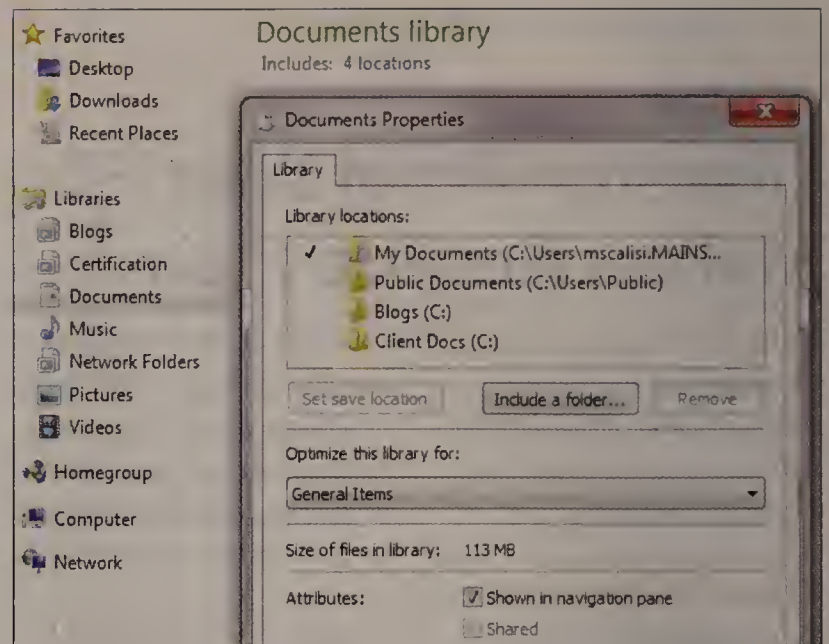 Favorites
Desktop
Downloads
Recent Places
Libraries
Blogs
Certification
Documents
Music
Network Folders
Pictures
Videos
Homegroup
Computer
Network
Documents library
Includes: 4 locations
Documents Properties
Library
Library locations:
My Documents (C:\Users\mscalisi.MAINS...
Public Documents (C:\Users\Public)
Blogs (C:)
Client Docs (C:)
Set save location
Include a folder...
Remove
Optimize this library for:
General Items
Size of files in library: 113 MB
Attributes:
Shown in navigation pane
Shared